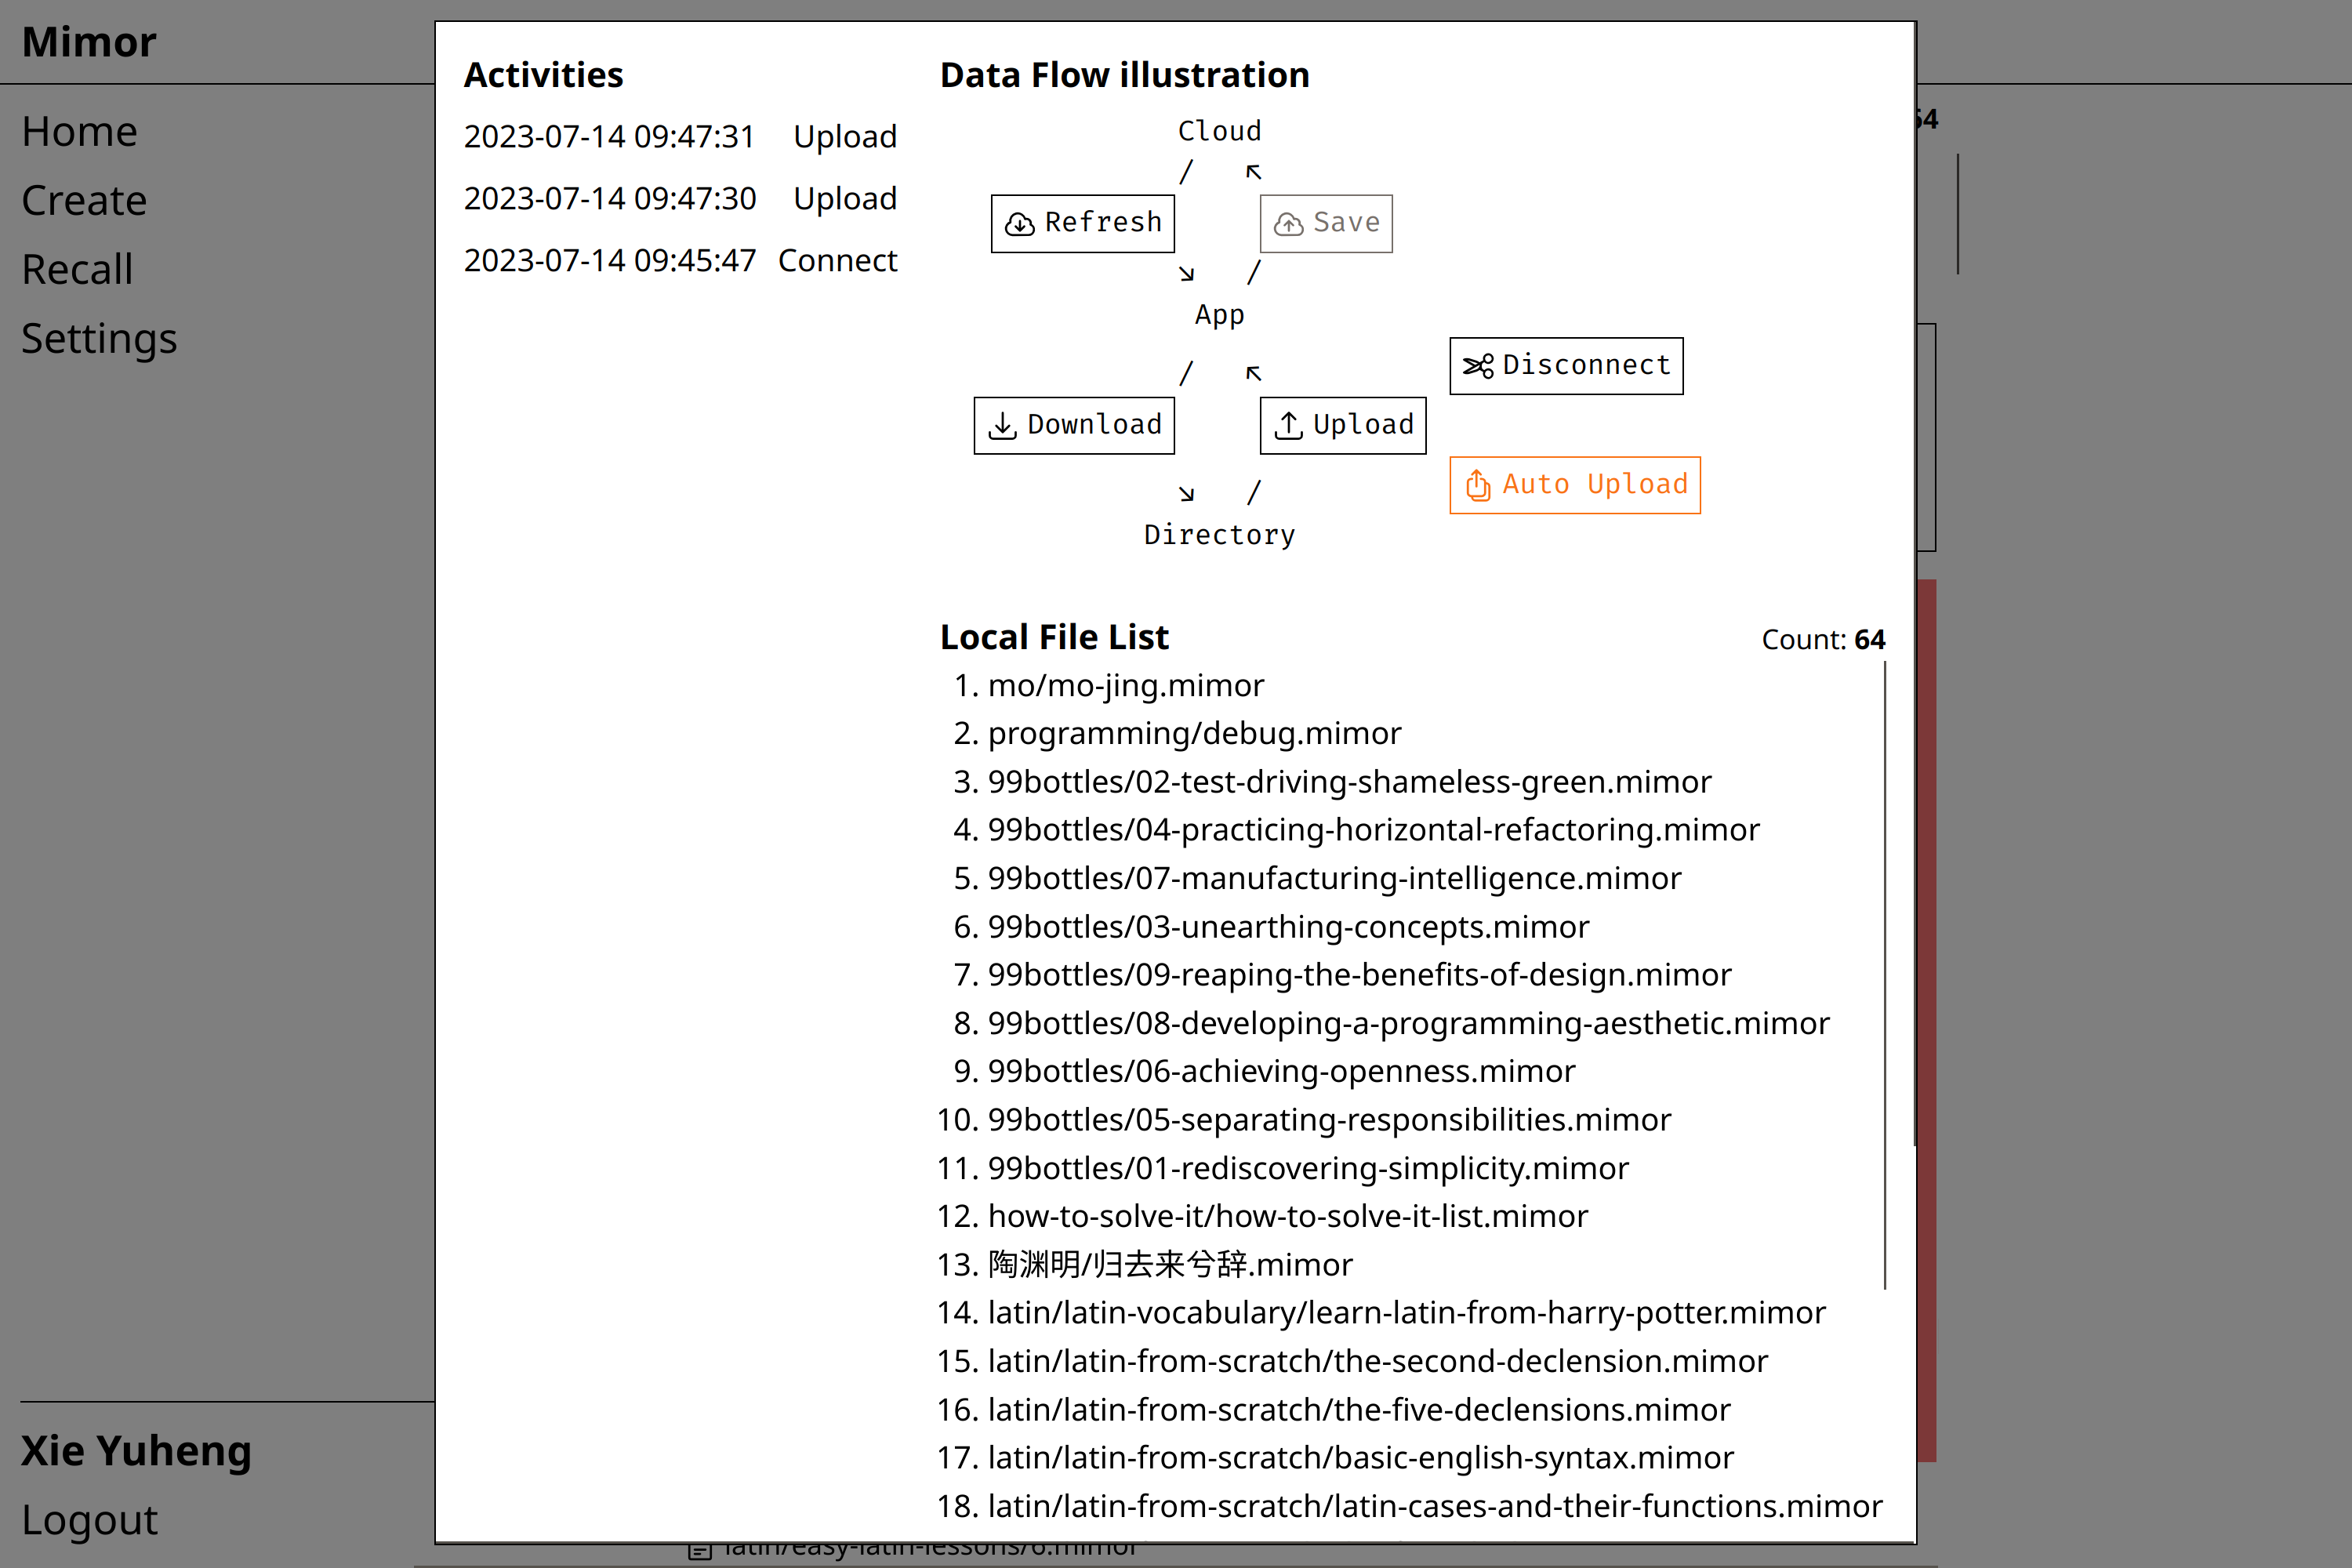 Mimor
Home
Create
Recall
Settings
Xie Yuheng
Logout
Activities
2023-07-14 09:47:31 Upload
2023-07-14 09:47:30 Upload
2023-07-14 09:45:47 Connect
Data Flow illustration
Cloud
/ ↖
Refresh Save
↘ /
App
/ ↖
Disconnect
Download Upload
Auto Upload
↘ /
Directory
Local File List Count: 64
1. mo/mo-jing.mimor
2. programming/debug.mimor
3. 99bottles/02-test-driving-shameless-green.mimor
4. 99bottles/04-practicing-horizontal-refactoring.mimor
5. 99bottles/07-manufacturing-intelligence.mimor
6. 99bottles/03-unearthing-concepts.mimor
7. 99bottles/09-reaping-the-benefits-of-design.mimor
8. 99bottles/08-developing-a-programming-aesthetic.mimor
9. 99bottles/06-achieving-openness.mimor
10. 99bottles/05-separating-responsibilities.mimor
11. 99bottles/01-rediscovering-simplicity.mimor
12. how-to-solve-it/how-to-solve-it-list.mimor
13. 陶渊明/归去来兮辞.mimor
14. latin/latin-vocabulary/learn-latin-from-harry-potter.mimor
15. latin/latin-from-scratch/the-second-declension.mimor
16. latin/latin-from-scratch/the-five-declensions.mimor
17. latin/latin-from-scratch/basic-english-syntax.mimor
18. latin/latin-from-scratch/latin-cases-and-their-functions.mimor
64
latin/easy-latin-lessons/6.mimor